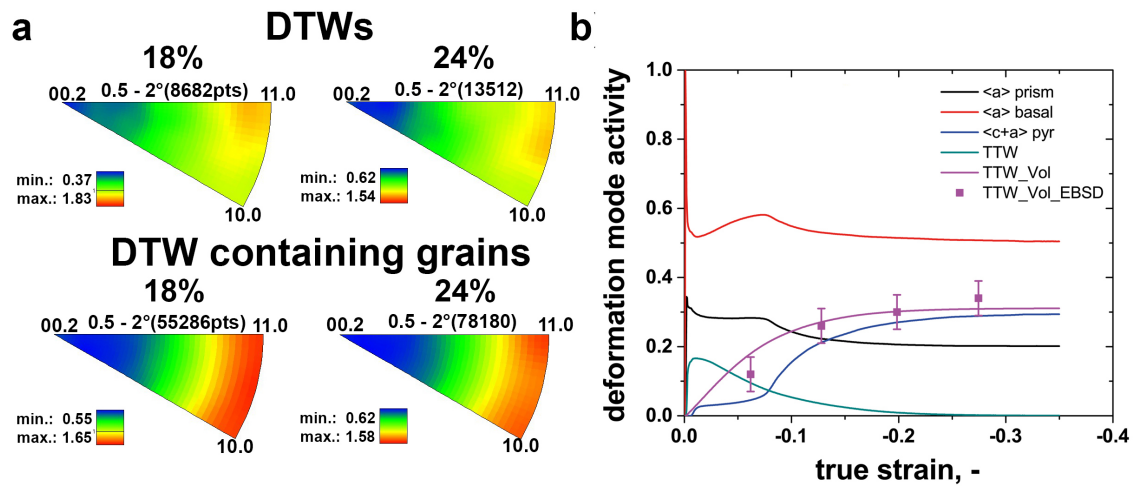 a
DTWs
18%
24%
00.2 0.5 - 2°(8682pts) 11.0
00.2 0.5 - 2°(13512) 11.0
min.: 0.37
max.: 1.83
1
10.0
min.: 0.62
max.: 1.54
10.0
DTW containing grains
18%
24%
00.2 0.5 - 2°(55286pts) 11.0
00.2 0.5 - 2°(78180) 11.0
min.: 0.55
max.: 1.65
1
10.0
min.: 0.62
max.: 1.58
10.0
b
deformation mode activity
1.0
0.8
0.6
0.4
0.2
0.0
<a> prism
<a> basal
<c+a> pyr
TTW
TTW_Vol
TTW_Vol_EBSD
0.0 -0.1 -0.2 -0.3 -0.4
true strain, -